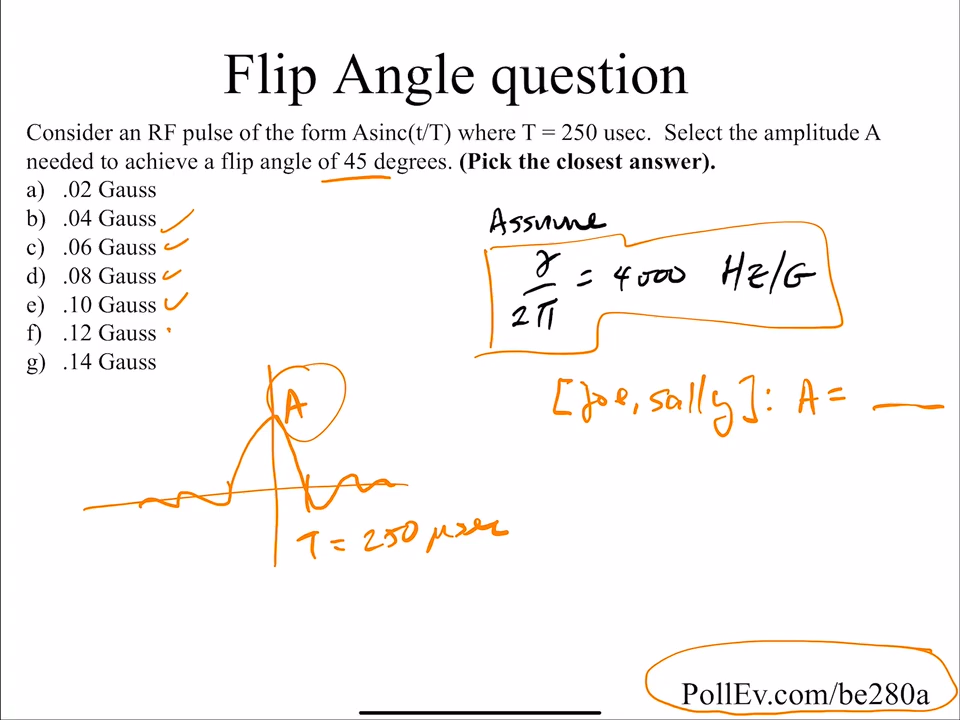 Flip Angle question
Consider an RF pulse of the form Asinc(t/T) where T = 250 usec. Select the amplitude A
needed to achieve a flip angle of 45 degrees. (Pick the closest answer).
a) .02 Gauss
b) .04 Gauss
c) .06 Gauss
d) .08 Gauss
e) .10 Gauss
f) .12 Gauss
g) .14 Gauss
Assume
γ/2π = 4000 Hz/G
[Joe, sally]: A = __
A
T = 250 μsec
PollEv.com/be280a